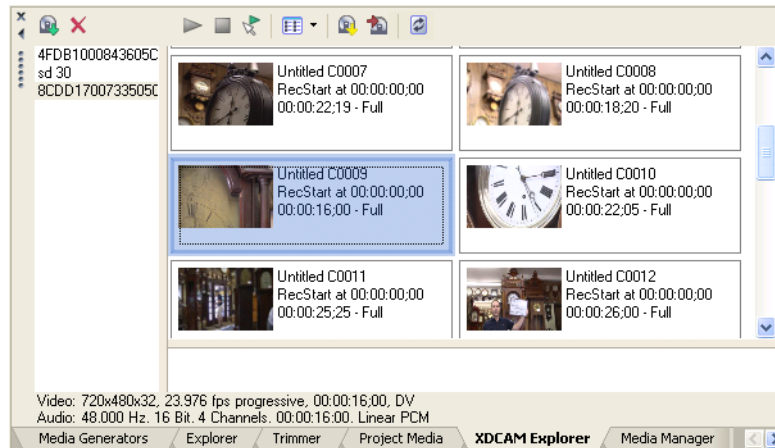 4FDB1000843605C
sd 30
8CDD17007335050
Untitled C0007
RecStart at 00:00:00;00
00:00:22;19 - Full
Untitled C0008
RecStart at 00:00:00;00
00:00:18;20 - Full
Untitled C0009
RecStart at 00:00:00;00
00:00:16;00 - Full
Untitled C0010
RecStart at 00:00:00;00
00:00:22;05 - Full
Untitled C0011
RecStart at 00:00:00;00
00:00:25;25 - Full
Untitled C0012
RecStart at 00:00:00;00
00:00:26;00 - Full
Video: 720x480x32, 23.976 fps progressive, 00:00:16;00, DV
Audio: 48.000 Hz. 16 Bit. 4 Channels. 00:00:16:00. Linear PCM
Media Generators Explorer Trimmer Project Media XDCAM Explorer Media Manager